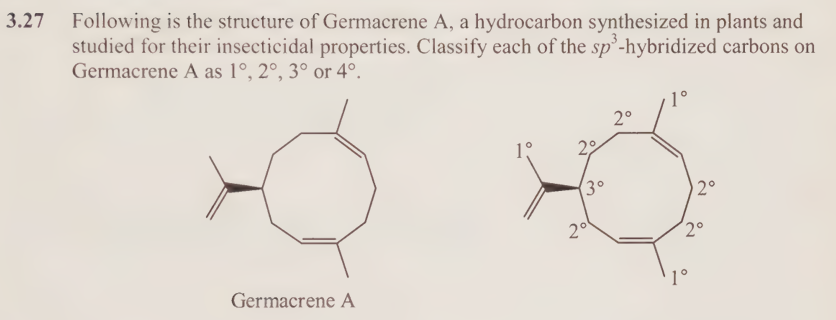 3.27 Following is the structure of Germacrene A, a hydrocarbon synthesized in plants and
studied for their insecticidal properties. Classify each of the sp³-hybridized carbons on
Germacrene A as 1°, 2°, 3° or 4°.
1°
2°
1°
2°
3°
2°
2°
2°
1°
Germacrene A